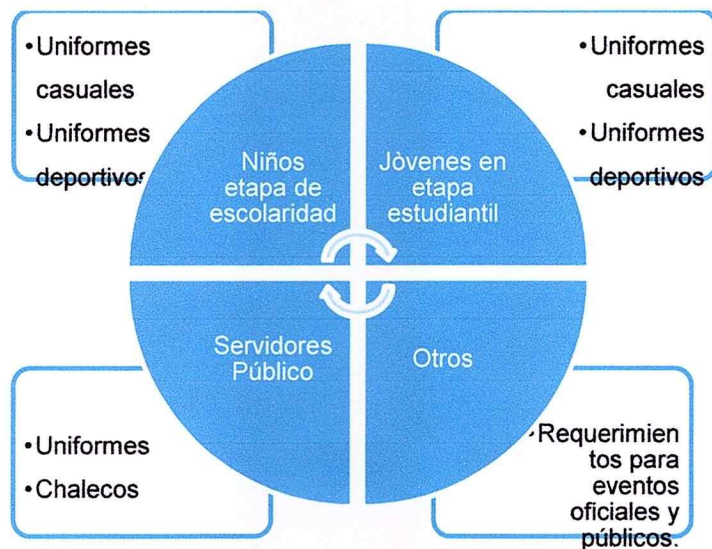 •Uniformes
casuales
•Uniformes
deportivos
Niños
etapa de
escolaridad
Jòvenes en
etapa
estudiantil
•Uniformes
casuales
•Uniformes
deportivos
•Uniformes
•Chalecos
Servidores
Público
Otros
•Requerimien
tos para
eventos
oficiales y
públicos.